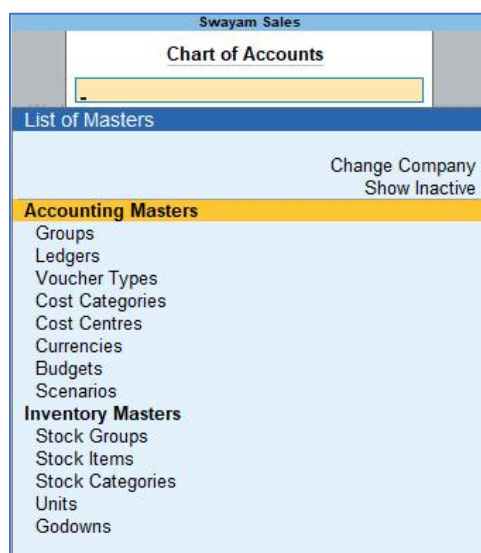 Swayam Sales
Chart of Accounts
List of Masters
Change Company
Show Inactive
Accounting Masters
Groups
Ledgers
Voucher Types
Cost Categories
Cost Centres
Currencies
Budgets
Scenarios
Inventory Masters
Stock Groups
Stock Items
Stock Categories
Units
Godowns